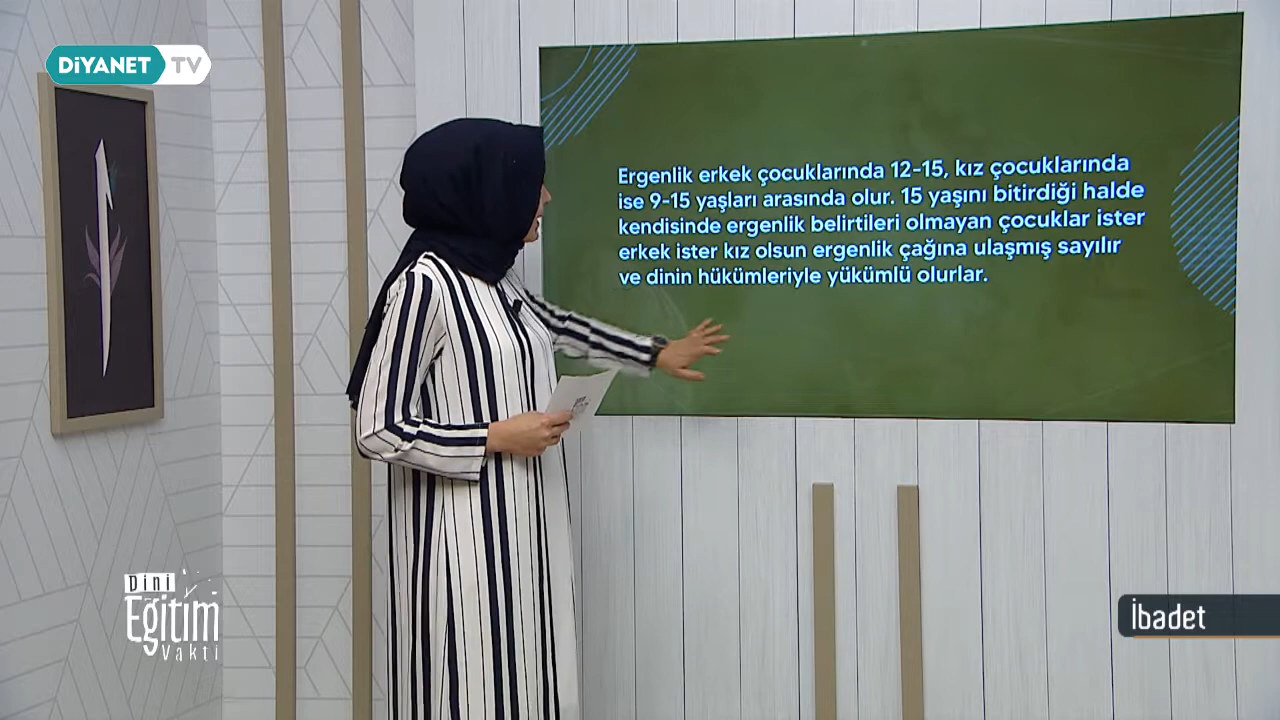 DİYANET TV
Ergenlik erkek çocuklarında 12-15, kız çocuklarında
ise 9-15 yaşları arasında olur. 15 yaşını bitirdiği halde
kendisinde ergenlik belirtileri olmayan çocuklar ister
erkek ister kız olsun ergenlik çağına ulaşmış sayılır
ve dinin hükümleriyle yükümlü olurlar.
Dini
Eğitim
Vakti
İbadet